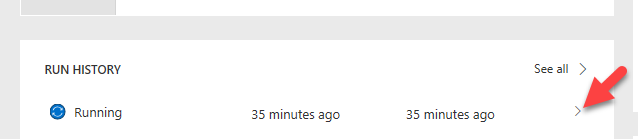 RUN HISTORY See all
Running 35 minutes ago 35 minutes ago